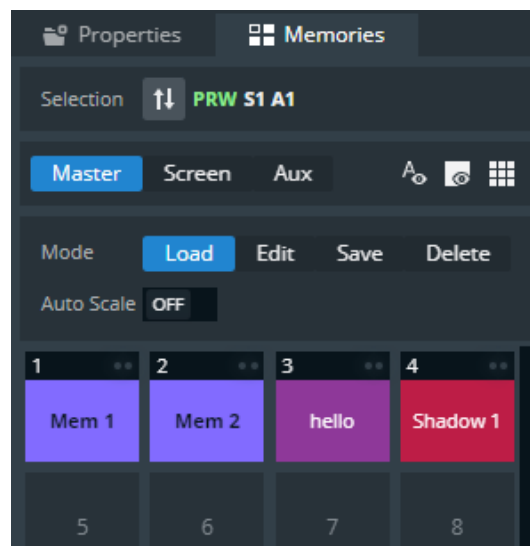 Properties Memories
Selection PRW S1 A1
Master Screen Aux A
Mode Load Edit Save Delete
Auto Scale OFF
1 2 3 4
Mem 1 Mem 2 hello Shadow 1
5 6 7 8